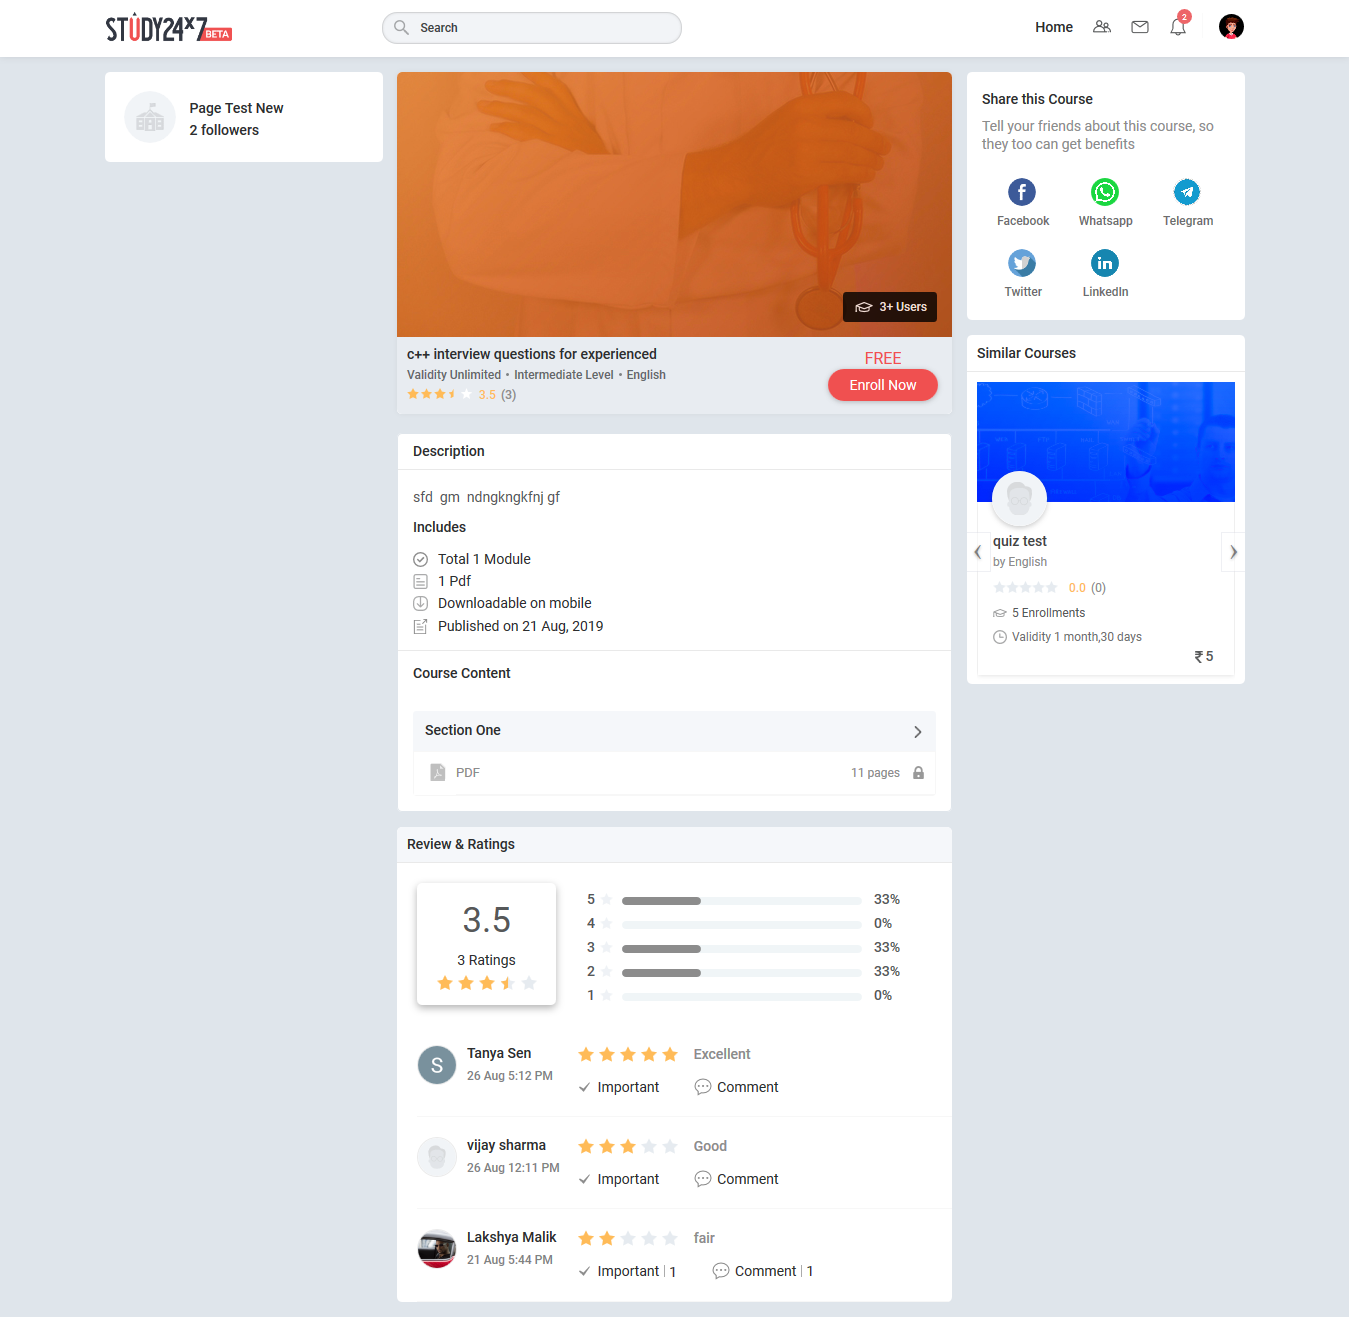 STUDY24x7 BETA
Search
Home
2
Page Test New
2 followers
3+ Users
c++ interview questions for experienced
Validity Unlimited • Intermediate Level • English
3.5 (3)
FREE
Enroll Now
Description
sfd gm ndngkngkfnj gf
Includes
Total 1 Module
1 Pdf
Downloadable on mobile
Published on 21 Aug, 2019
Course Content
Section One
PDF
11 pages
Review & Ratings
3.5
3 Ratings
5 33%
4 0%
3 33%
2 33%
1 0%
S
Tanya Sen
26 Aug 5:12 PM
Excellent
Important
Comment
vijay sharma
26 Aug 12:11 PM
Good
Important
Comment
Lakshya Malik
21 Aug 5:44 PM
fair
Important | 1
Comment | 1
Share this Course
Tell your friends about this course, so
they too can get benefits
Facebook
Whatsapp
Telegram
Twitter
LinkedIn
Similar Courses
quiz test
by English
0.0 (0)
5 Enrollments
Validity 1 month,30 days
₹ 5